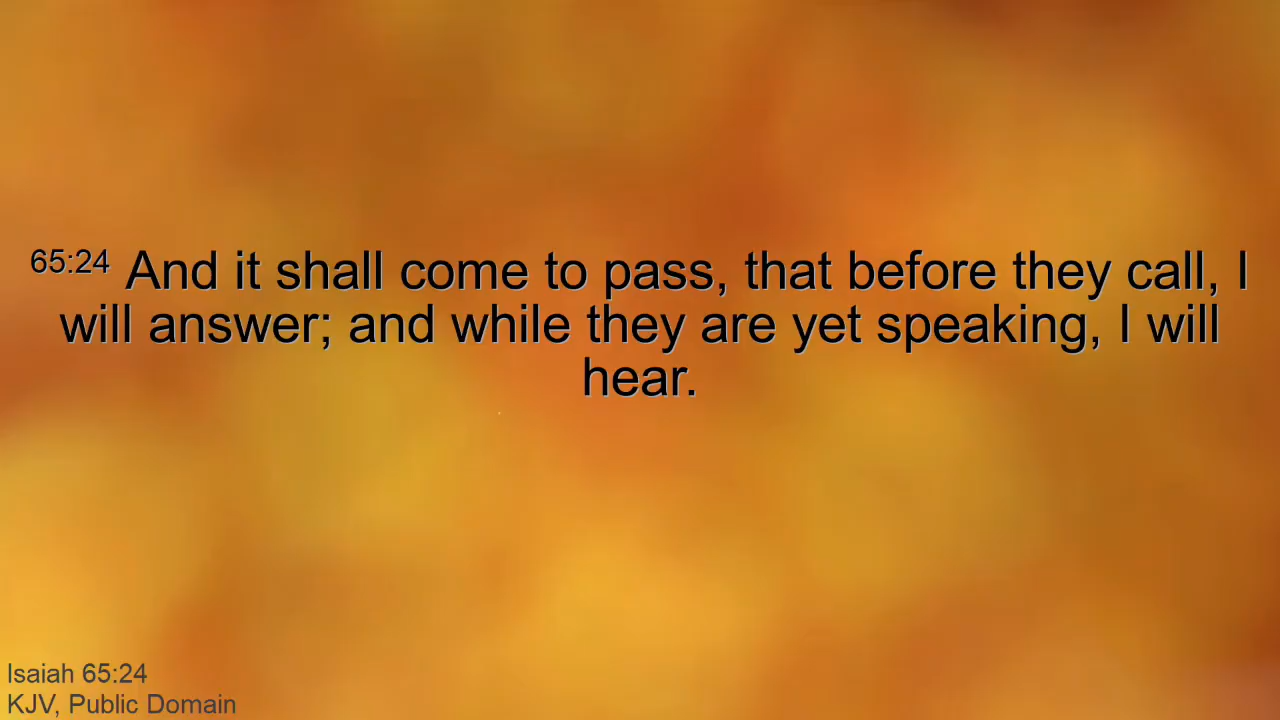 65:24 And it shall come to pass, that before they call, I
will answer; and while they are yet speaking, I will
hear.
Isaiah 65:24
KJV, Public Domain